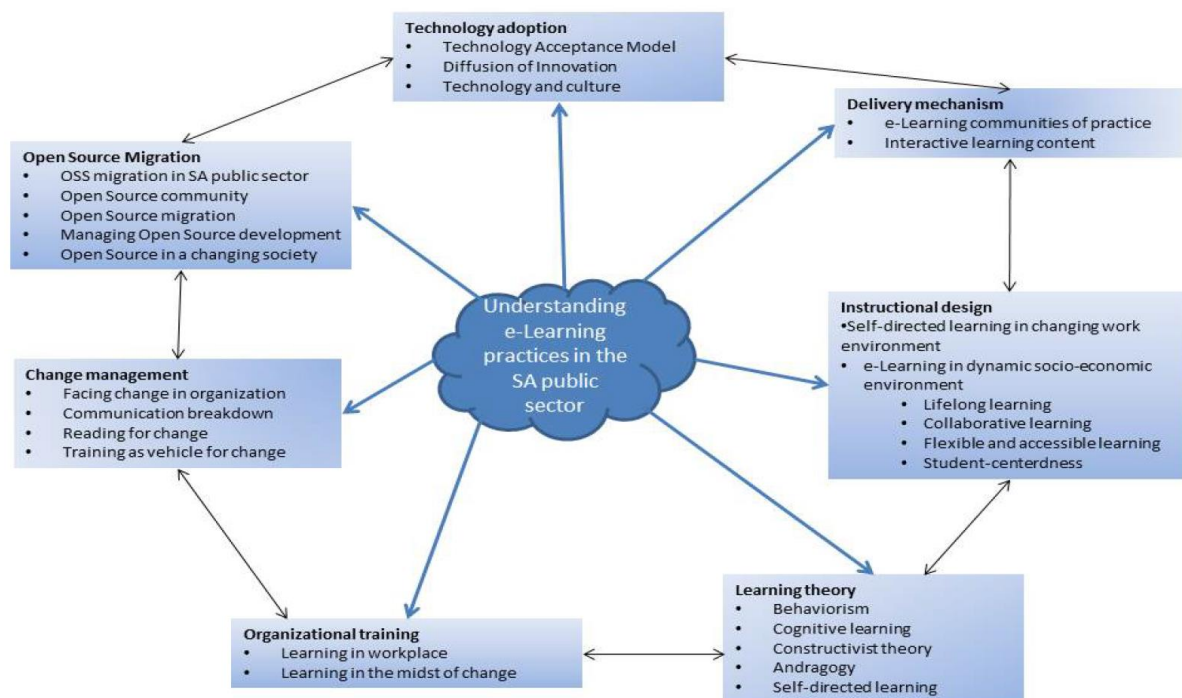 Technology adoption
• Technology Acceptance Model
• Diffusion of Innovation
• Technology and culture
Delivery mechanism
• e-Learning communities of practice
• Interactive learning content
Open Source Migration
• OSS migration in SA public sector
• Open Source community
• Open Source migration
• Managing Open Source development
• Open Source in a changing society
Understanding
e-Learning
practices in the
SA public
sector
Instructional design
•Self-directed learning in changing work
environment
• e-Learning in dynamic socio-economic
environment
• Lifelong learning
• Collaborative learning
• Flexible and accessible learning
• Student-centerdness
Change management
• Facing change in organization
• Communication breakdown
• Reading for change
• Training as vehicle for change
Learning theory
• Behaviorism
• Cognitive learning
• Constructivist theory
• Andragogy
• Self-directed learning
Organizational training
• Learning in workplace
• Learning in the midst of change